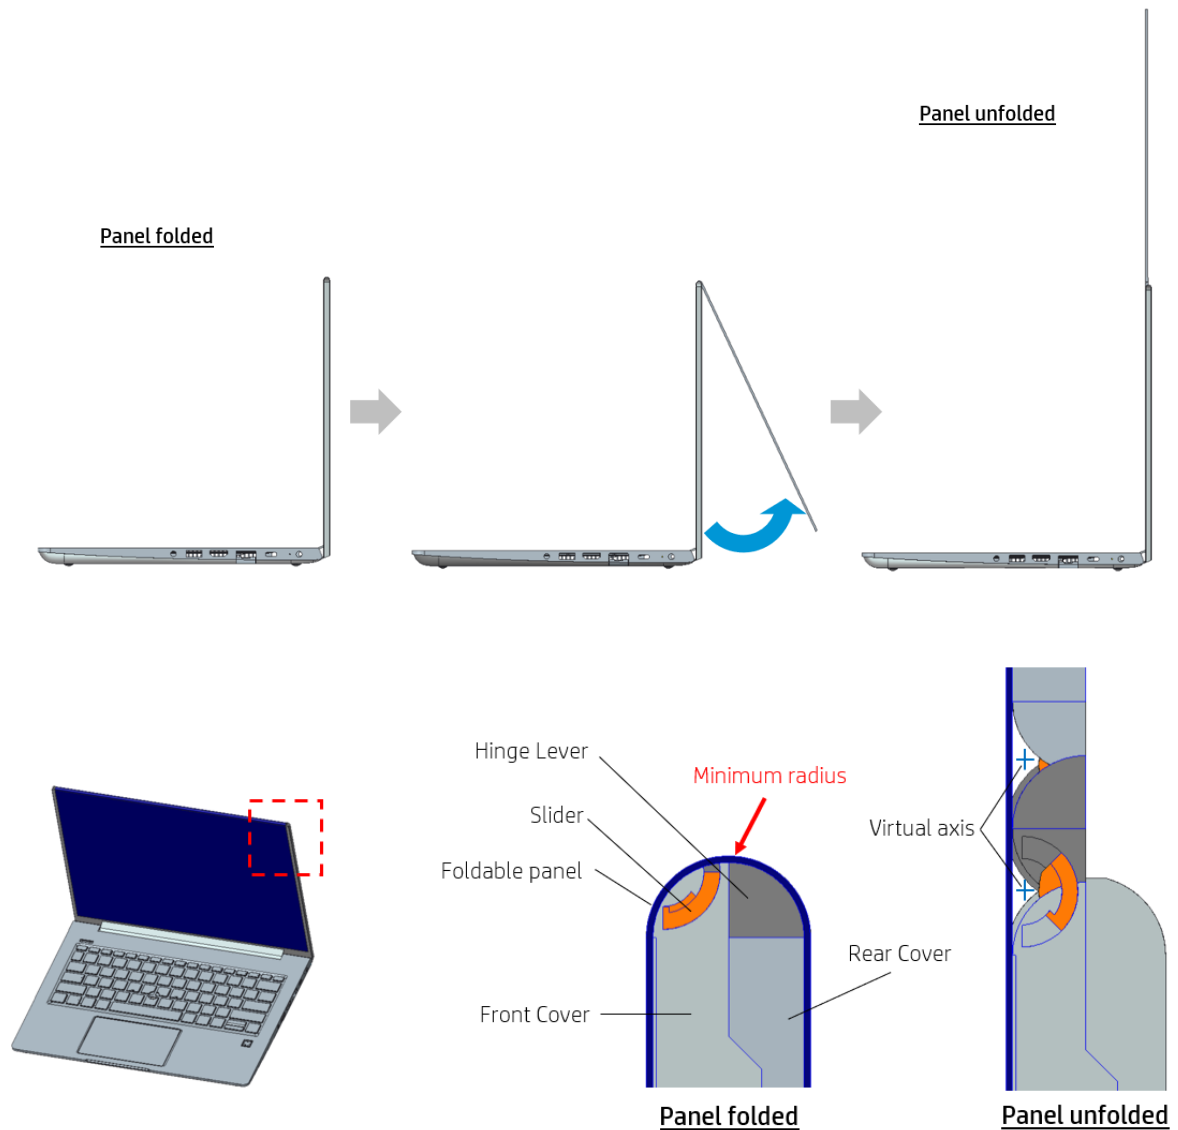 Panel unfolded
Panel folded
Hinge Lever
Minimum radius
Slider
Virtual axis
Foldable panel
Rear Cover
Front Cover
Panel folded
Panel unfolded